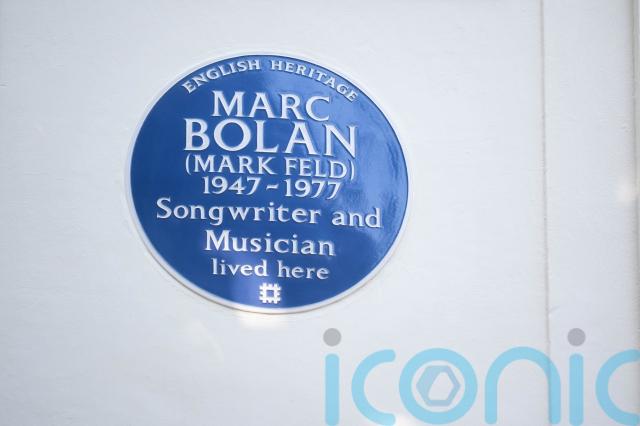 ENGLISH HERITAGE
MARC
BOLAN
(MARK FELD)
1947-1977
Songwriter and
Musician
lived here
iconic